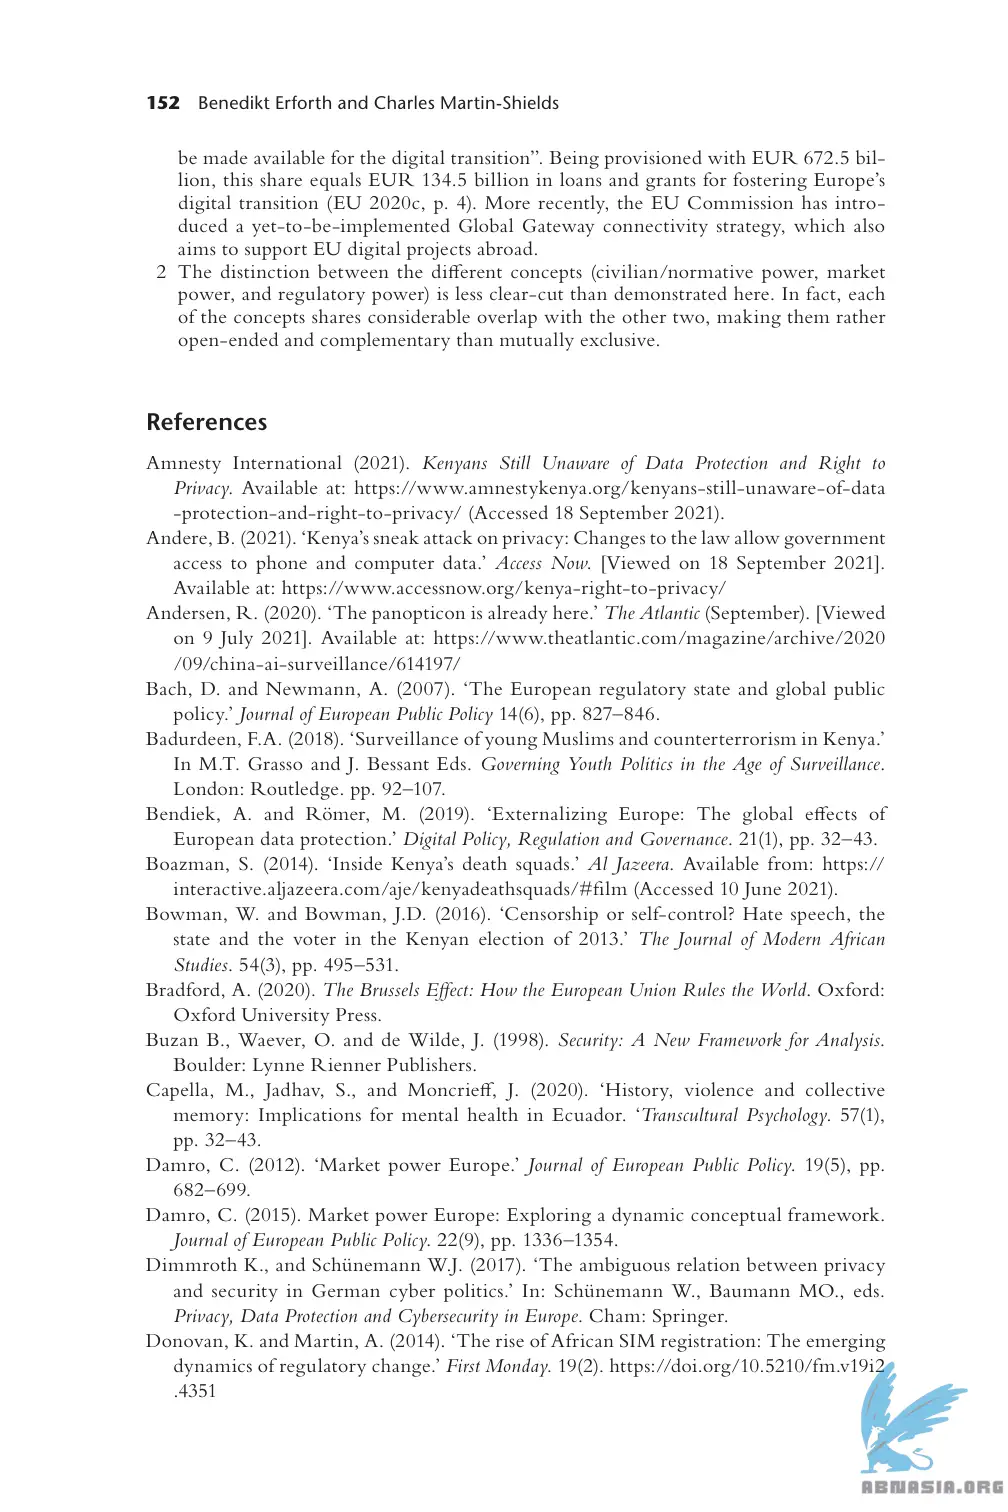 152 Benedikt Erforth and Charles Martin-Shields
be made available for the digital transition”. Being provisioned with EUR 672.5 bil-
lion, this share equals EUR 134.5 billion in loans and grants for fostering Europe’s
digital transition (EU 2020c, p. 4). More recently, the EU Commission has intro-
duced a yet-to-be-implemented Global Gateway connectivity strategy, which also
aims to support EU digital projects abroad.
2 The distinction between the different concepts (civilian/normative power, market
power, and regulatory power) is less clear-cut than demonstrated here. In fact, each
of the concepts shares considerable overlap with the other two, making them rather
open-ended and complementary than mutually exclusive.
References
Amnesty International (2021). Kenyans Still Unaware of Data Protection and Right to
Privacy. Available at: https://www.amnestykenya.org/kenyans-still-unaware-of-data
-protection-and-right-to-privacy/ (Accessed 18 September 2021).
Andere, B. (2021). ‘Kenya’s sneak attack on privacy: Changes to the law allow government
access to phone and computer data.’ Access Now. [Viewed on 18 September 2021].
Available at: https://www.accessnow.org/kenya-right-to-privacy/
Andersen, R. (2020). ‘The panopticon is already here.’ The Atlantic (September). [Viewed
on 9 July 2021]. Available at: https://www.theatlantic.com/magazine/archive/2020
/09/china-ai-surveillance/614197/
Bach, D. and Newmann, A. (2007). ‘The European regulatory state and global public
policy.’ Journal of European Public Policy 14(6), pp. 827–846.
Badurdeen, F.A. (2018). ‘Surveillance of young Muslims and counterterrorism in Kenya.’
In M.T. Grasso and J. Bessant Eds. Governing Youth Politics in the Age of Surveillance.
London: Routledge. pp. 92–107.
Bendiek, A. and Römer, M. (2019). ‘Externalizing Europe: The global effects of
European data protection.’ Digital Policy, Regulation and Governance. 21(1), pp. 32–43.
Boazman, S. (2014). ‘Inside Kenya’s death squads.’ Al Jazeera. Available from: https://
interactive.aljazeera.com/aje/kenyadeathsquads/#film (Accessed 10 June 2021).
Bowman, W. and Bowman, J.D. (2016). ‘Censorship or self-control? Hate speech, the
state and the voter in the Kenyan election of 2013.’ The Journal of Modern African
Studies. 54(3), pp. 495–531.
Bradford, A. (2020). The Brussels Effect: How the European Union Rules the World. Oxford:
Oxford University Press.
Buzan B., Waever, O. and de Wilde, J. (1998). Security: A New Framework for Analysis.
Boulder: Lynne Rienner Publishers.
Capella, M., Jadhav, S., and Moncrieff, J. (2020). ‘History, violence and collective
memory: Implications for mental health in Ecuador. ‘Transcultural Psychology. 57(1),
pp. 32–43.
Damro, C. (2012). ‘Market power Europe.’ Journal of European Public Policy. 19(5), pp.
682–699.
Damro, C. (2015). Market power Europe: Exploring a dynamic conceptual framework.
Journal of European Public Policy. 22(9), pp. 1336–1354.
Dimmroth K., and Schünemann W.J. (2017). ‘The ambiguous relation between privacy
and security in German cyber politics.’ In: Schünemann W., Baumann MO., eds.
Privacy, Data Protection and Cybersecurity in Europe. Cham: Springer.
Donovan, K. and Martin, A. (2014). ‘The rise of African SIM registration: The emerging
dynamics of regulatory change.’ First Monday. 19(2). https://doi.org/10.5210/fm.v19i2
.4351
ABNASIA.ORG